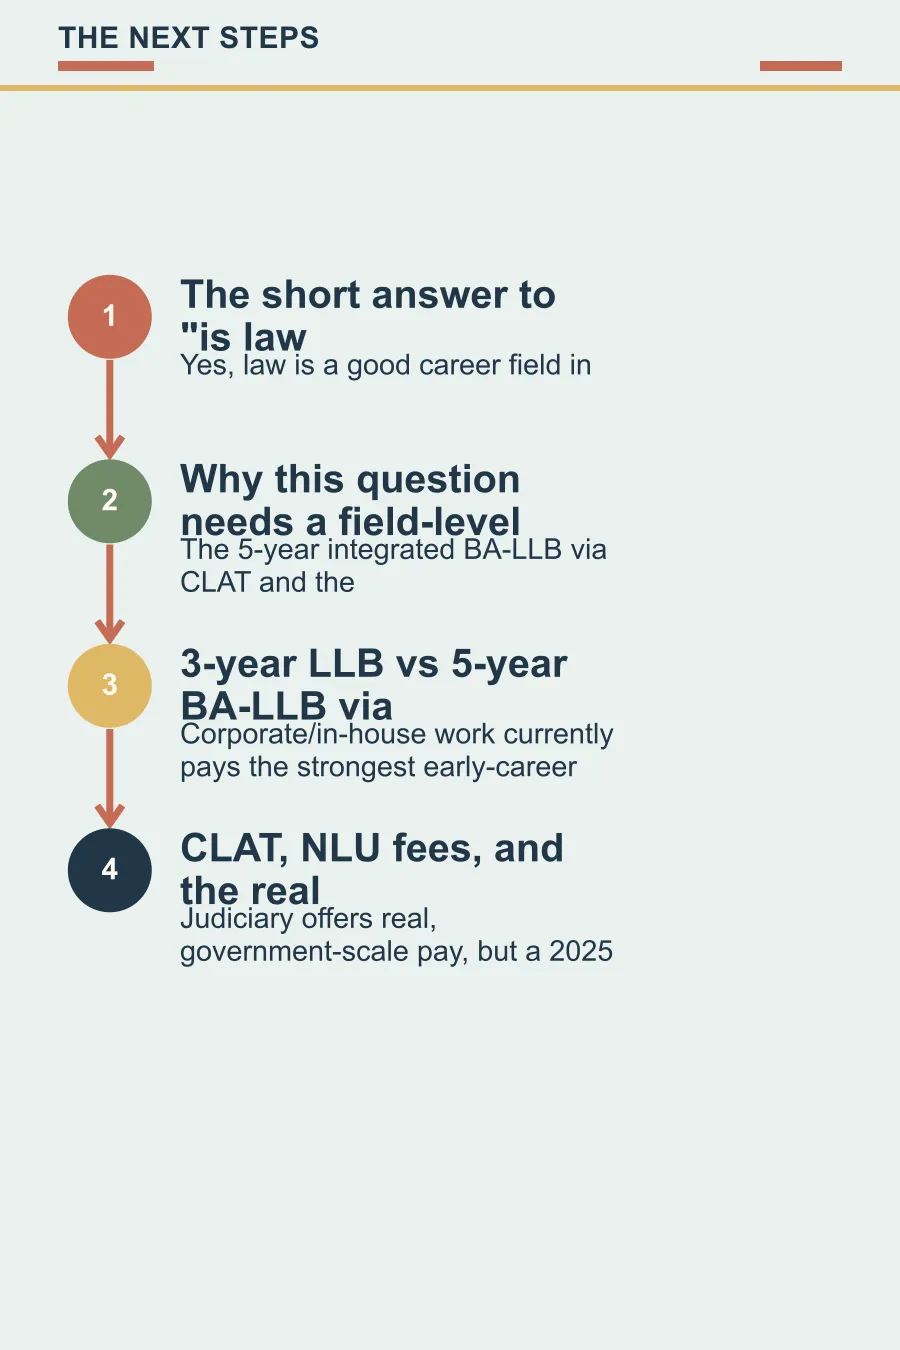 THE NEXT STEPS
1
The short answer to
"is law
Yes, law is a good career field in
2
Why this question
needs a field-level
The 5-year integrated BA-LLB via
CLAT and the
3
3-year LLB vs 5-year
BA-LLB via
Corporate/in-house work currently
pays the strongest early-career
4
CLAT, NLU fees, and
the real
Judiciary offers real,
government-scale pay, but a 2025